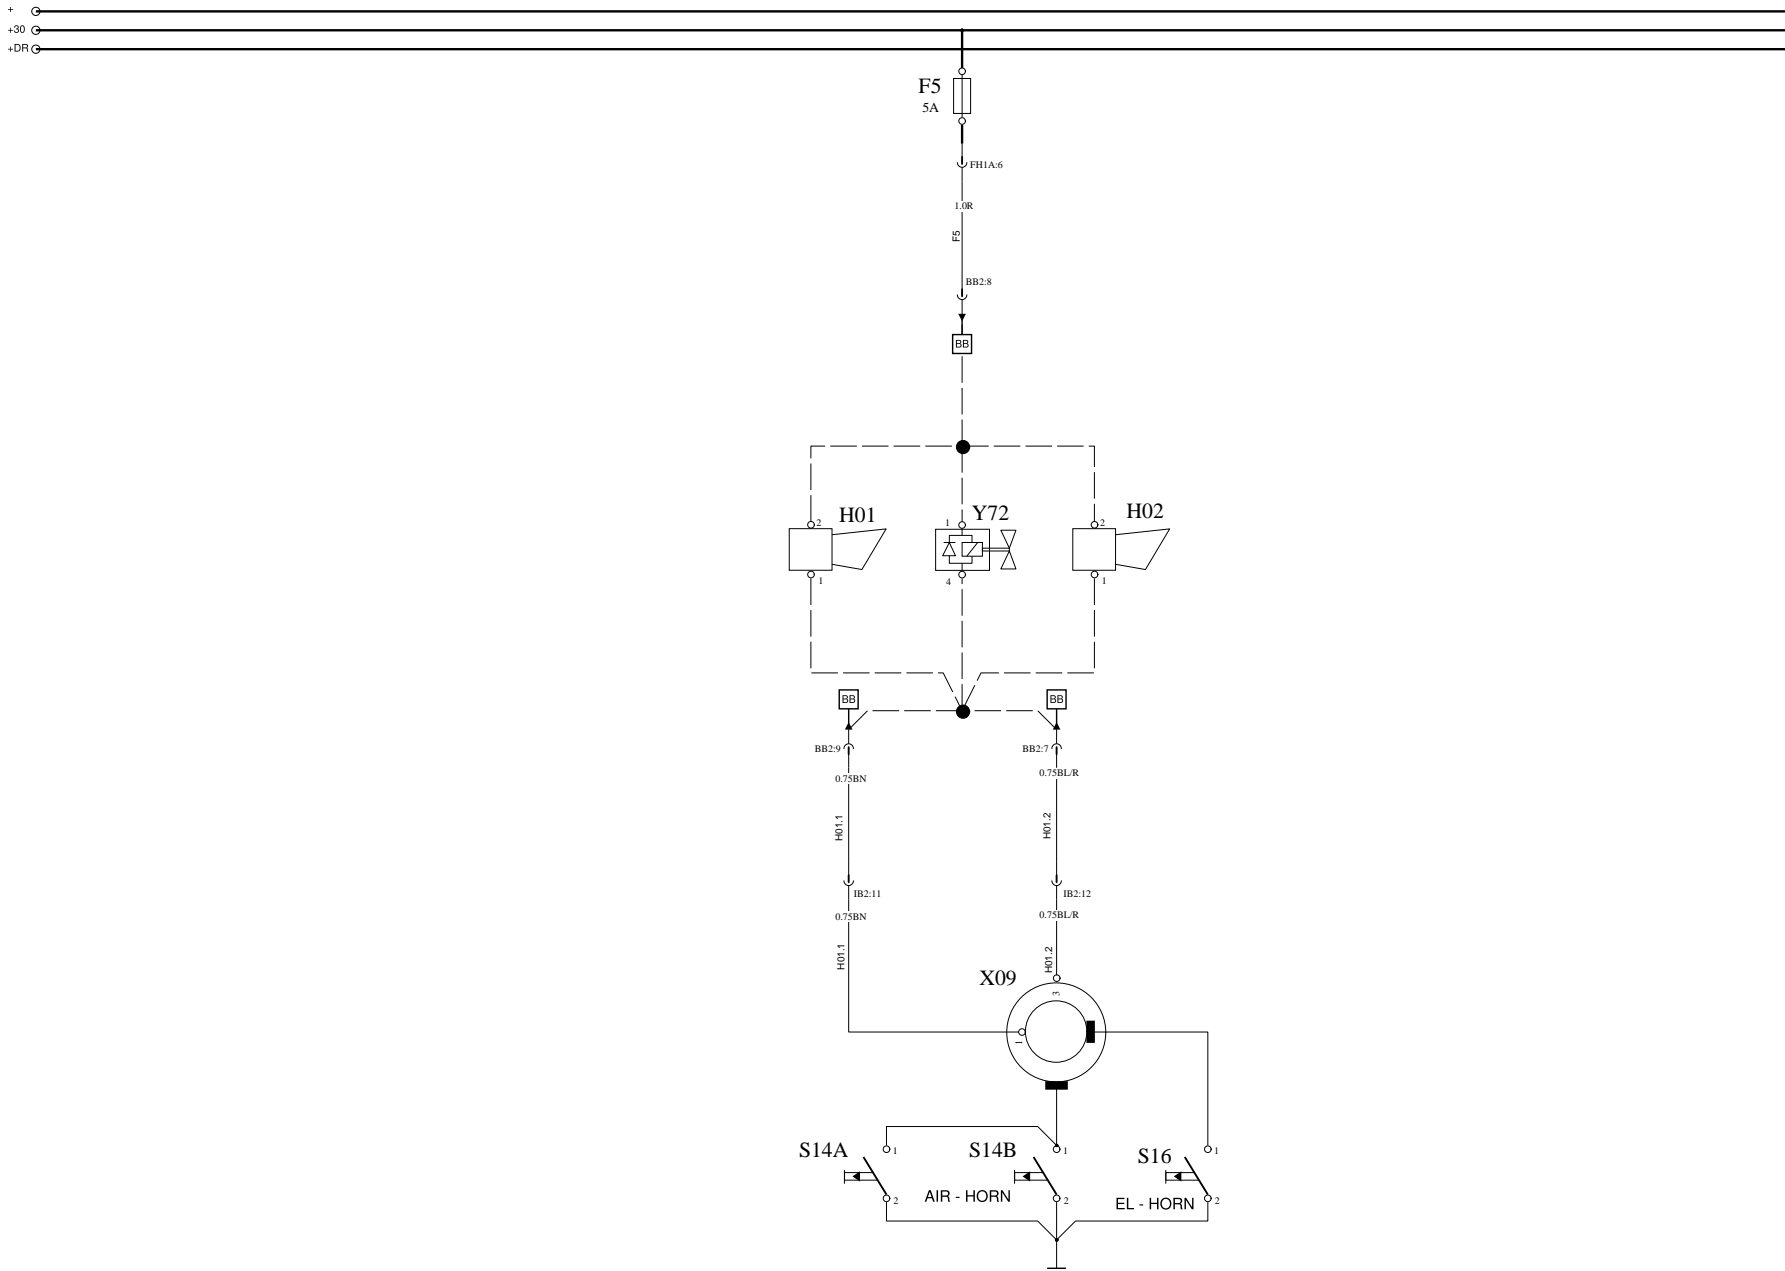 +
+30
+DR
F5
5A
FH1A:6
1.0R
F5
BB2:8
BB
H01
Y72
H02
2
1
2
1
4
1
BB
BB
BB2:9
BB2:7
0.75BN
0.75BL/R
H01.1
H01.2
IB2:11
IB2:12
0.75BN
0.75BL/R
H01.1
H01.2
X09
3
1
S14A
1
S14B
1
S16
1
2
AIR - HORN
2
EL - HORN
2